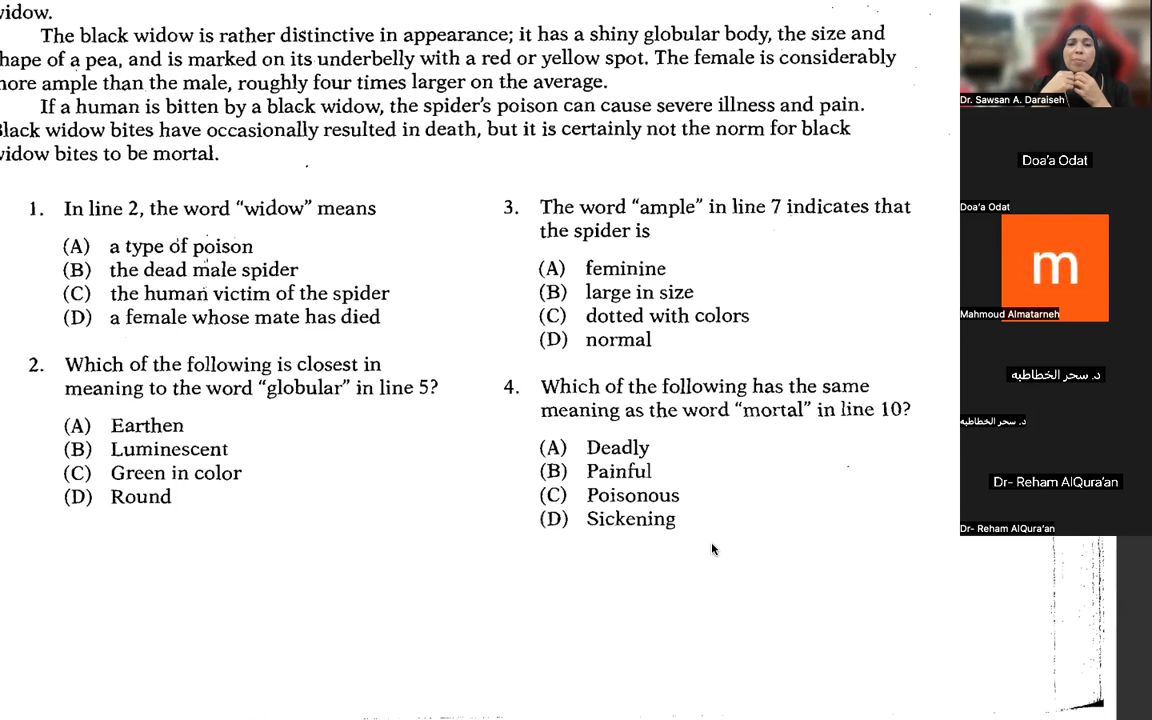 widow.
The black widow is rather distinctive in appearance; it has a shiny globular body, the size and
hape of a pea, and is marked on its underbelly with a red or yellow spot. The female is considerably
nore ample than the male, roughly four times larger on the average.
If a human is bitten by a black widow, the spider's poison can cause severe illness and pain.
Black widow bites have occasionally resulted in death, but it is certainly not the norm for black
widow bites to be mortal.
1. In line 2, the word "widow" means
(A) a type of poison
(B) the dead male spider
(C) the human victim of the spider
(D) a female whose mate has died
2. Which of the following is closest in
meaning to the word "globular" in line 5?
(A) Earthen
(B) Luminescent
(C) Green in color
(D) Round
3. The word "ample" in line 7 indicates that
the spider is
(A) feminine
(B) large in size
(C) dotted with colors
(D) normal
4. Which of the following has the same
meaning as the word "mortal" in line 10?
(A) Deadly
(B) Painful
(C) Poisonous
(D) Sickening
Dr. Sawsan A. Daraiseh
Doa'a Odat
Doa'a Odat
m
Mahmoud Almatarneh
د. سحر الخطاطبه
د. سحر الخطاطبه
Dr- Reham AlQura'an
Dr- Reham AlQura'an